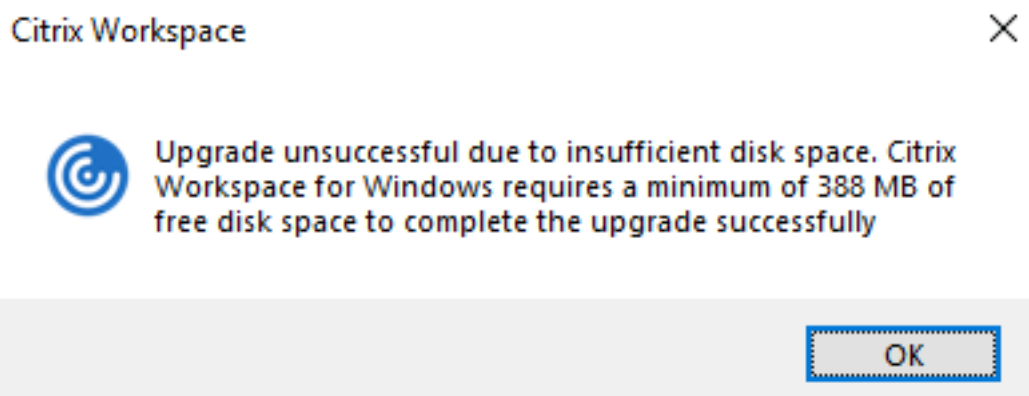 Citrix Workspace
Upgrade unsuccessful due to insufficient disk space. Citrix
Workspace for Windows requires a minimum of 388 MB of
free disk space to complete the upgrade successfully
OK